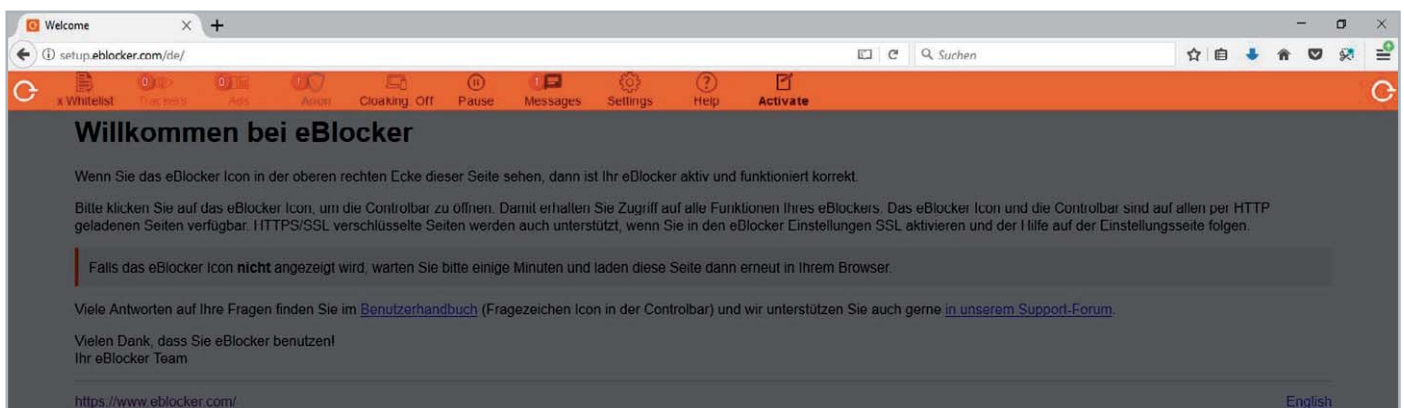 Welcome
setup.eblocker.com/de/
Suchen
x Whitelist 0 Trackers 0 Ads Anon Cloaking: Off Pause 1 Messages Settings Help Activate
Willkommen bei eBlocker
Wenn Sie das eBlocker Icon in der oberen rechten Ecke dieser Seite sehen, dann ist Ihr eBlocker aktiv und funktioniert korrekt.
Bitte klicken Sie auf das eBlocker Icon, um die Controlbar zu öffnen. Damit erhalten Sie Zugriff auf alle Funktionen Ihres eBlockers. Das eBlocker Icon und die Controlbar sind auf allen per HTTP
geladenen Seiten verfügbar. HTTPS/SSL verschlüsselte Seiten werden auch unterstützt, wenn Sie in den eBlocker Einstellungen SSL aktivieren und der Hilfe auf der Einstellungsseite folgen.
Falls das eBlocker Icon nicht angezeigt wird, warten Sie bitte einige Minuten und laden diese Seite dann erneut in Ihrem Browser.
Viele Antworten auf Ihre Fragen finden Sie im Benutzerhandbuch (Fragezeichen Icon in der Controlbar) und wir unterstützen Sie auch gerne in unserem Support-Forum.
Vielen Dank, dass Sie eBlocker benutzen!
Ihr eBlocker Team
https://www.eblocker.com/
English